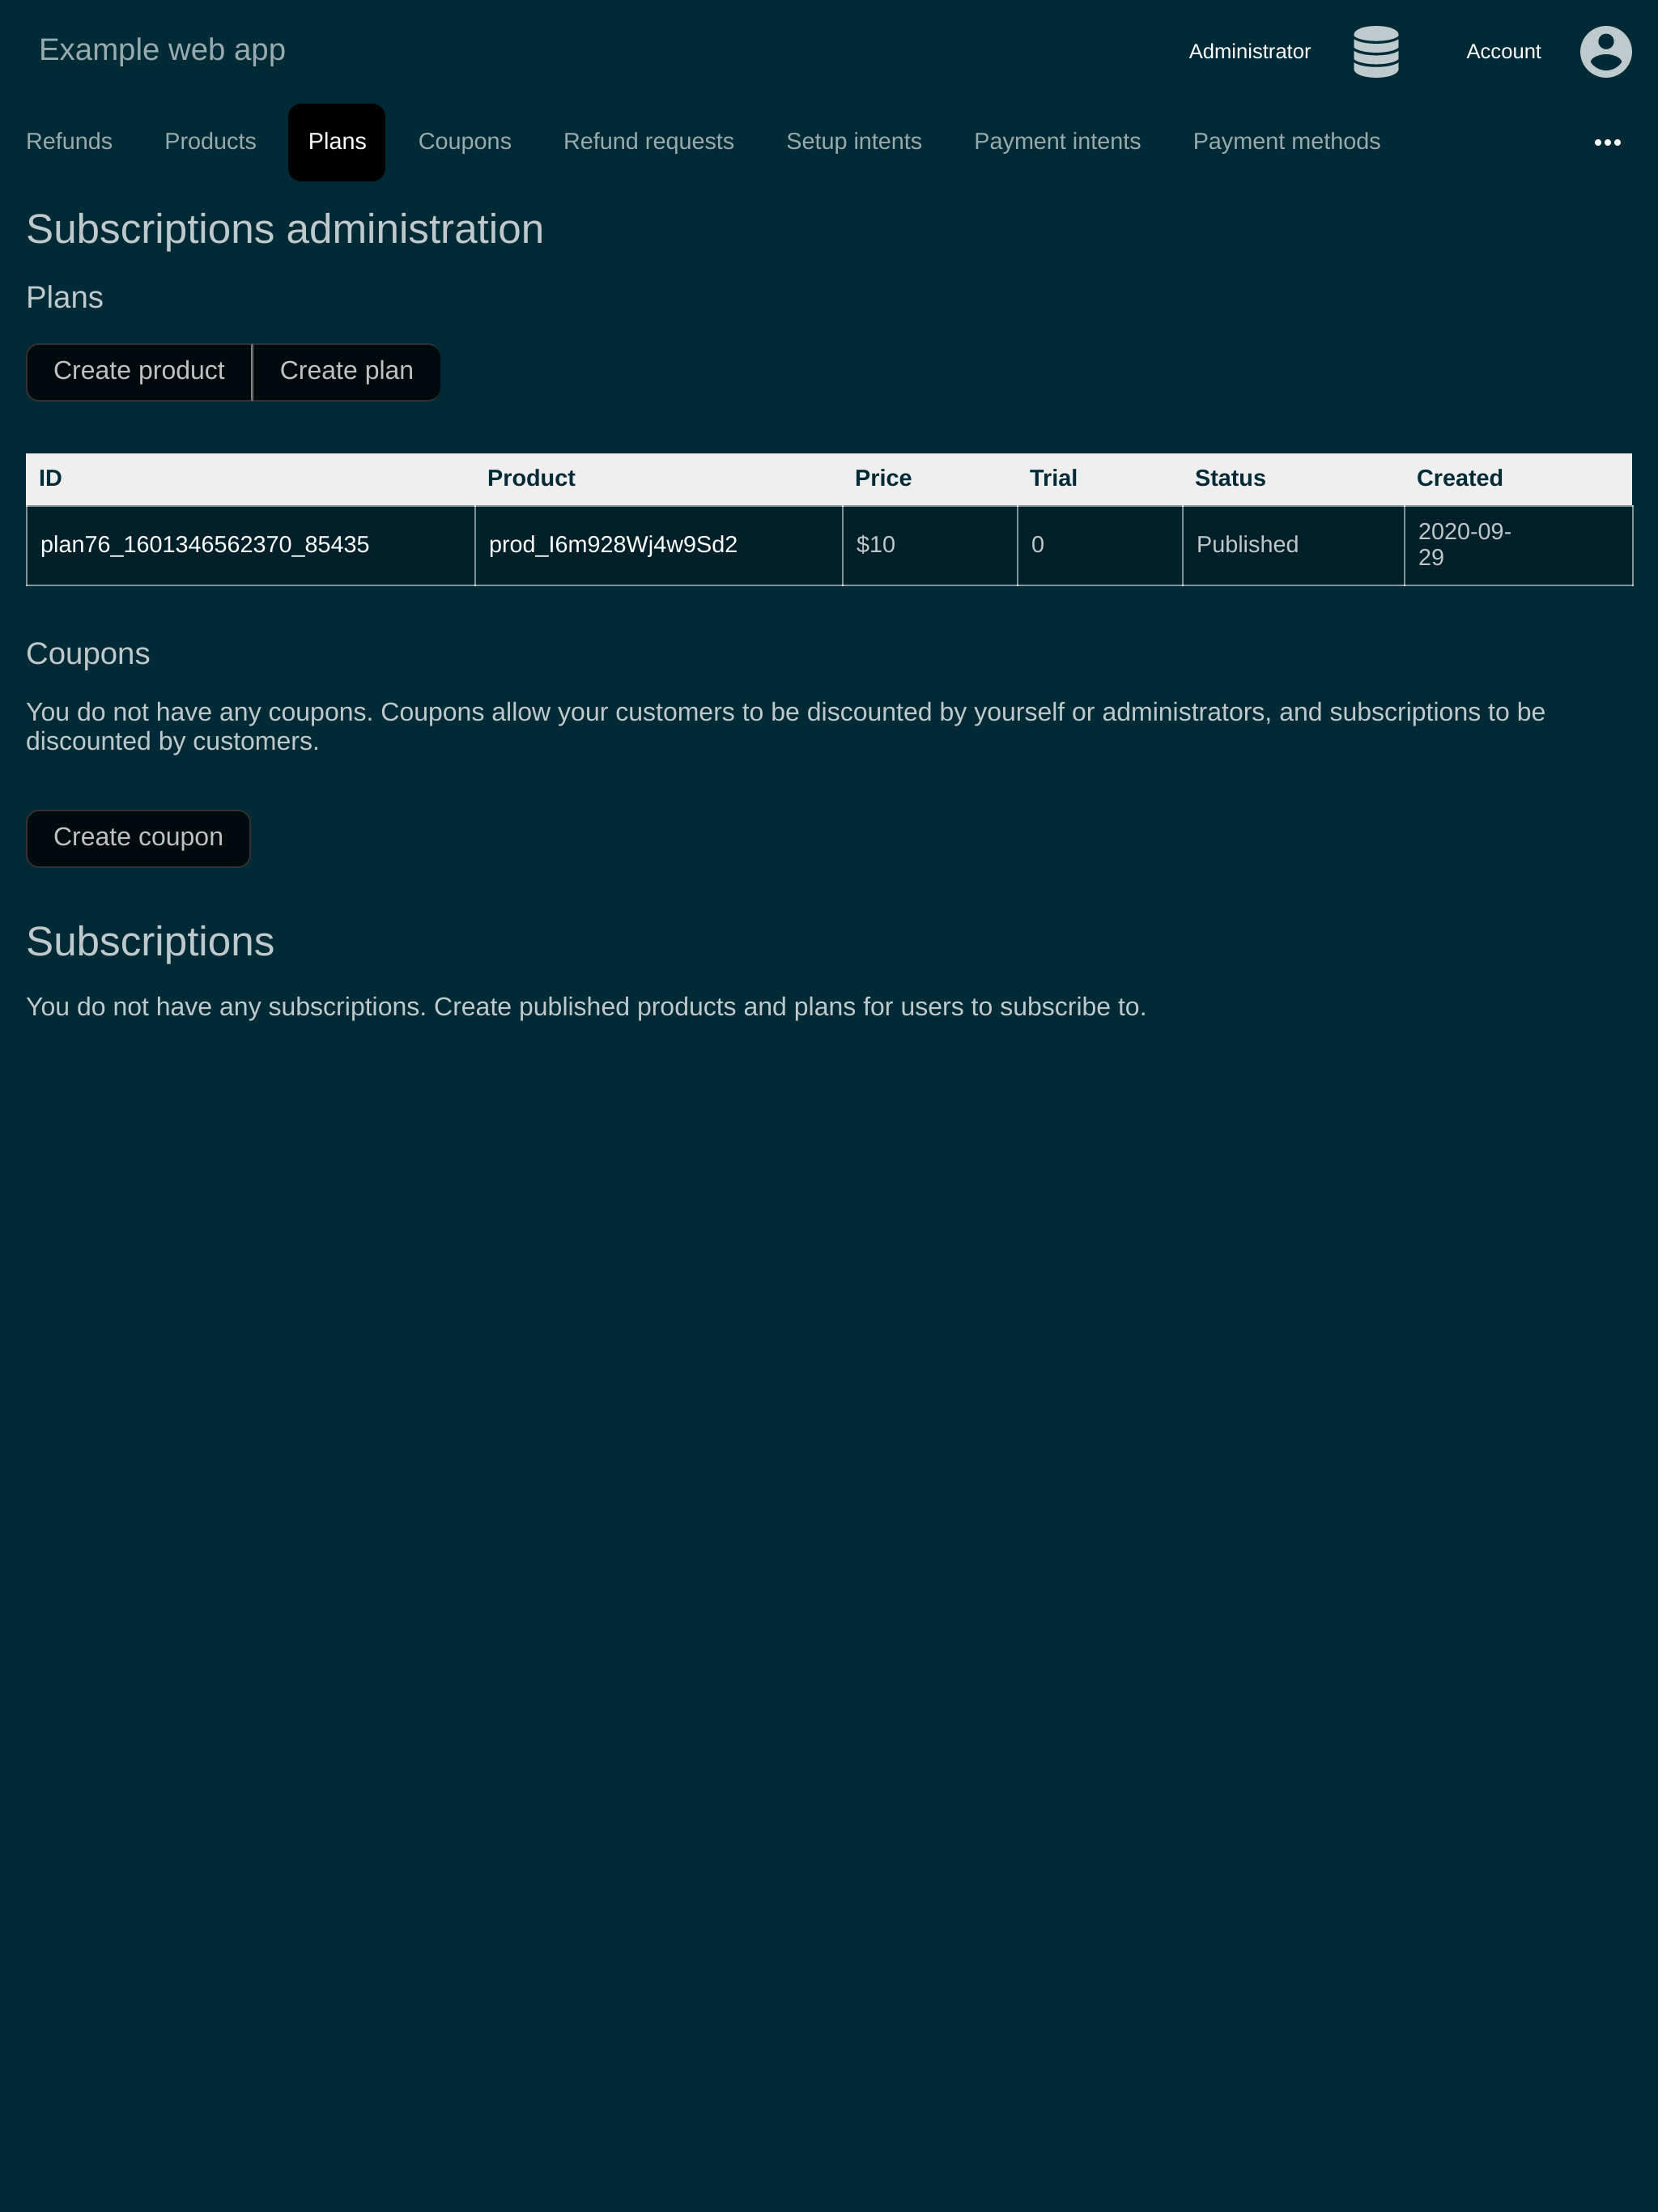 Example web app
Administrator
Account
Refunds Products Plans Coupons Refund requests Setup intents Payment intents Payment methods
Subscriptions administration
Plans
Create product Create plan
ID Product Price Trial Status Created
plan76_1601346562370_85435 prod_I6m928Wj4w9Sd2 $10 0 Published 2020-09-
29
Coupons
You do not have any coupons. Coupons allow your customers to be discounted by yourself or administrators, and subscriptions to be
discounted by customers.
Create coupon
Subscriptions
You do not have any subscriptions. Create published products and plans for users to subscribe to.